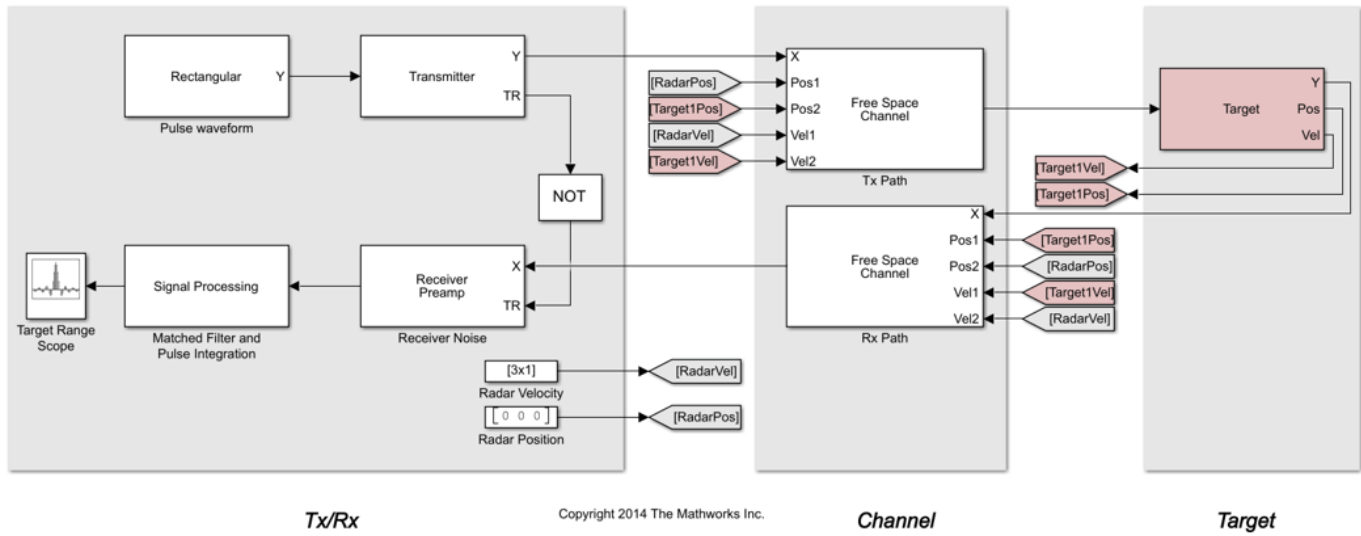 Rectangular
Y
Pulse waveform
Transmitter
Y
TR
NOT
[RadarPos]
[Target1Pos]
[RadarVel]
[Target1Vel]
X
Pos1
Pos2
Vel1
Vel2
Free Space
Channel
Tx Path
Target
Y
Pos
Vel
[Target1Vel]
[Target1Pos]
Target Range
Scope
Signal Processing
Matched Filter and
Pulse Integration
Receiver
Preamp
X
TR
Receiver Noise
Free Space
Channel
X
Pos1
Pos2
Vel1
Vel2
Rx Path
[Target1Pos]
[RadarPos]
[Target1Vel]
[RadarVel]
[3x1]
Radar Velocity
[RadarVel]
[ 0 0 0 ]
Radar Position
[RadarPos]
Tx/Rx
Copyright 2014 The Mathworks Inc.
Channel
Target